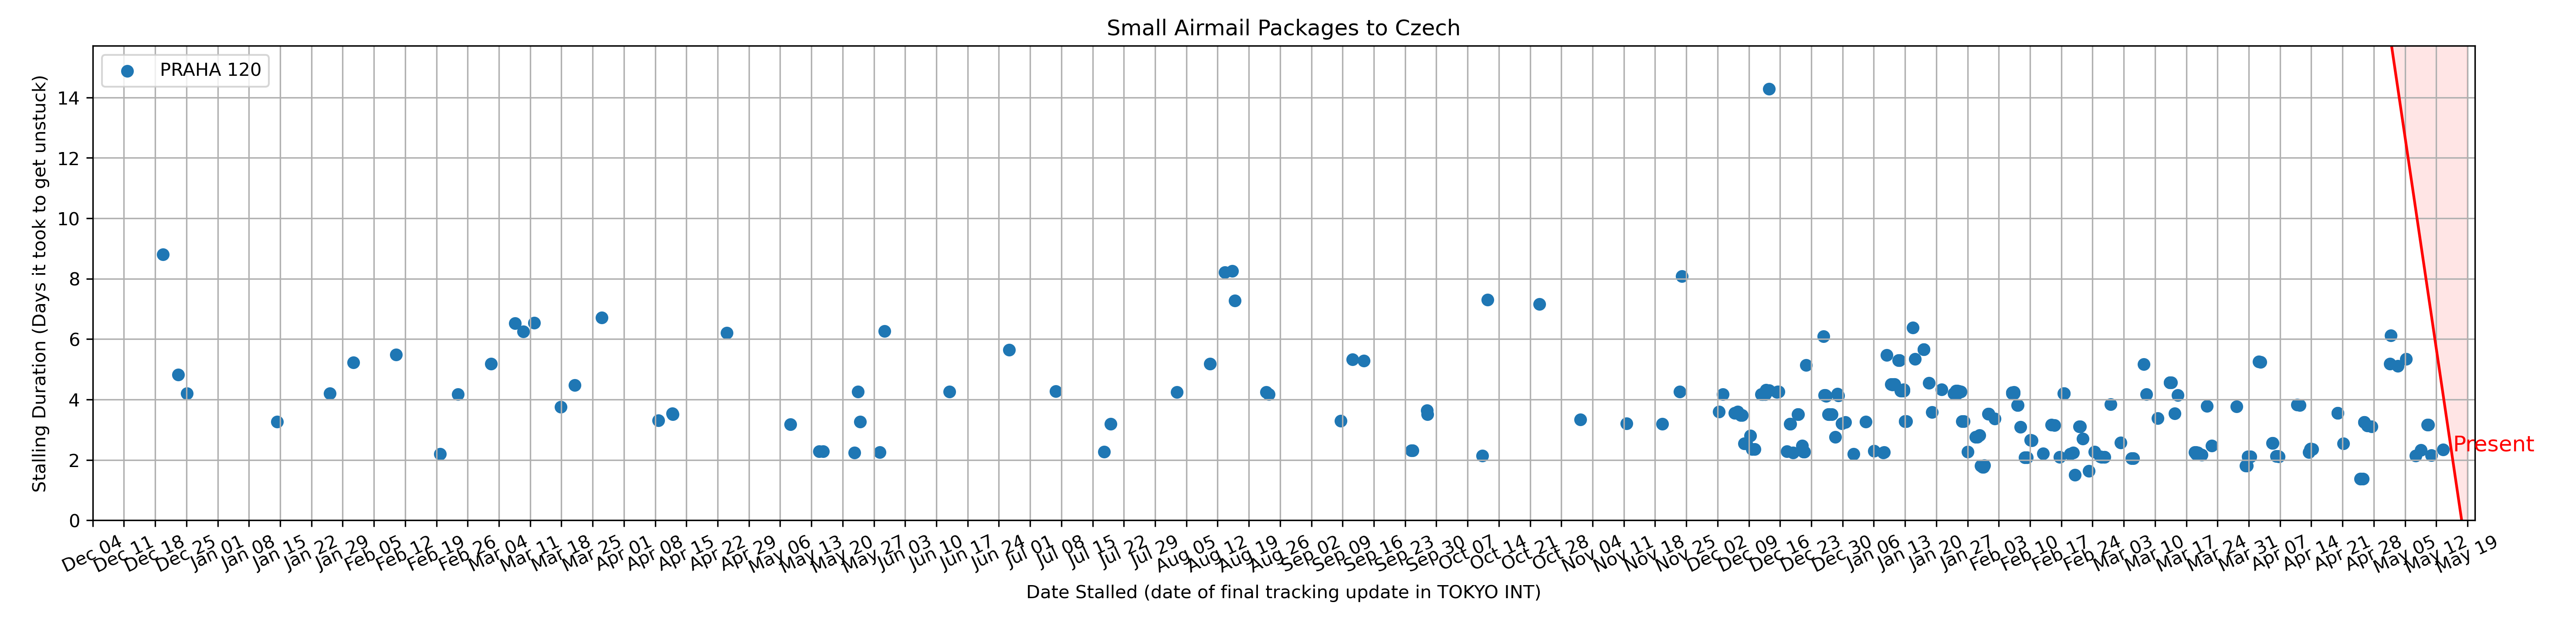 Small Airmail Packages to Czech
PRAHA 120
Stalling Duration (Days it took to get unstuck)
14
12
10
8
6
4
2
0
Present
Dec 04 Dec 11 Dec 18 Dec 25 Jan 01 Jan 08 Jan 15 Jan 22 Jan 29 Feb 05 Feb 12 Feb 19 Feb 26 Mar 04 Mar 11 Mar 18 Mar 25 Apr 01 Apr 08 Apr 15 Apr 22 Apr 29 May 06 May 13 May 20 May 27 Jun 03 Jun 10 Jun 17 Jun 24 Jul 01 Jul 08 Jul 15 Jul 22 Jul 29 Aug 05 Aug 12 Aug 19 Aug 26 Sep 02 Sep 09 Sep 16 Sep 23 Sep 30 Oct 07 Oct 14 Oct 21 Oct 28 Nov 04 Nov 11 Nov 18 Nov 25 Dec 02 Dec 09 Dec 16 Dec 23 Dec 30 Jan 06 Jan 13 Jan 20 Jan 27 Feb 03 Feb 10 Feb 17 Feb 24 Mar 03 Mar 10 Mar 17 Mar 24 Mar 31 Apr 07 Apr 14 Apr 21 Apr 28 May 05 May 12 May 19
Date Stalled (date of final tracking update in TOKYO INT)